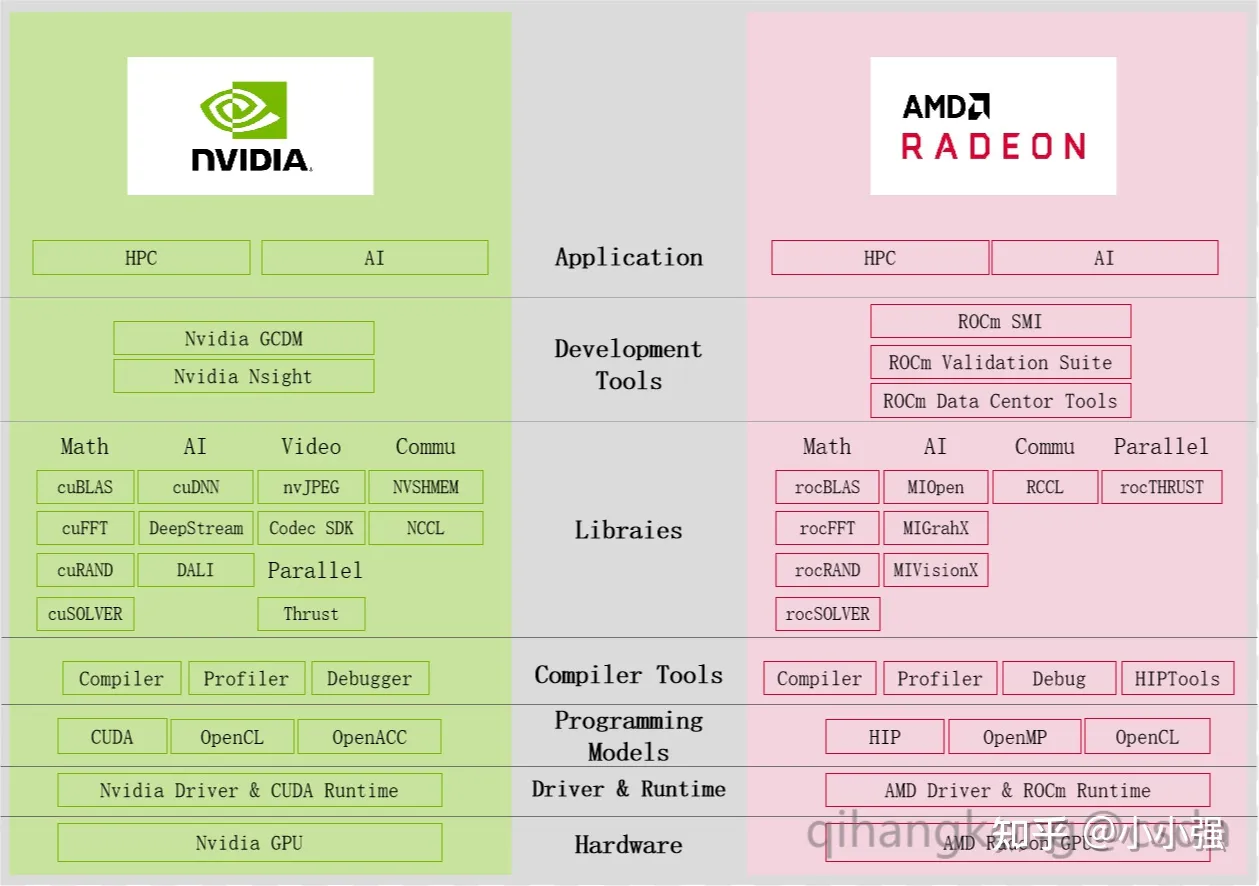 NVIDIA.
AMD
RADEON
HPC AI Application HPC AI
Nvidia GCDM
Nvidia Nsight
Development
Tools
ROCm SMI
ROCm Validation Suite
ROCm Data Centor Tools
Math AI Video Commu
cuBLAS cuDNN nvJPEG NVSHMEM
cuFFT DeepStream Codec SDK NCCL
cuRAND DALI Parallel
cuSOLVER Thrust
Libraies
Math AI Commu Parallel
rocBLAS MIOpen RCCL rocTHRUST
rocFFT MIGrahX
rocRAND MIVisionX
rocSOLVER
Compiler Profiler Debugger Compiler Tools Compiler Profiler Debug HIPTools
CUDA OpenCL OpenACC
Programming
Models
HIP OpenMP OpenCL
Nvidia Driver & CUDA Runtime Driver & Runtime AMD Driver & ROCm Runtime
Nvidia GPU Hardware AMD Radeon GPU
知乎 @小小强